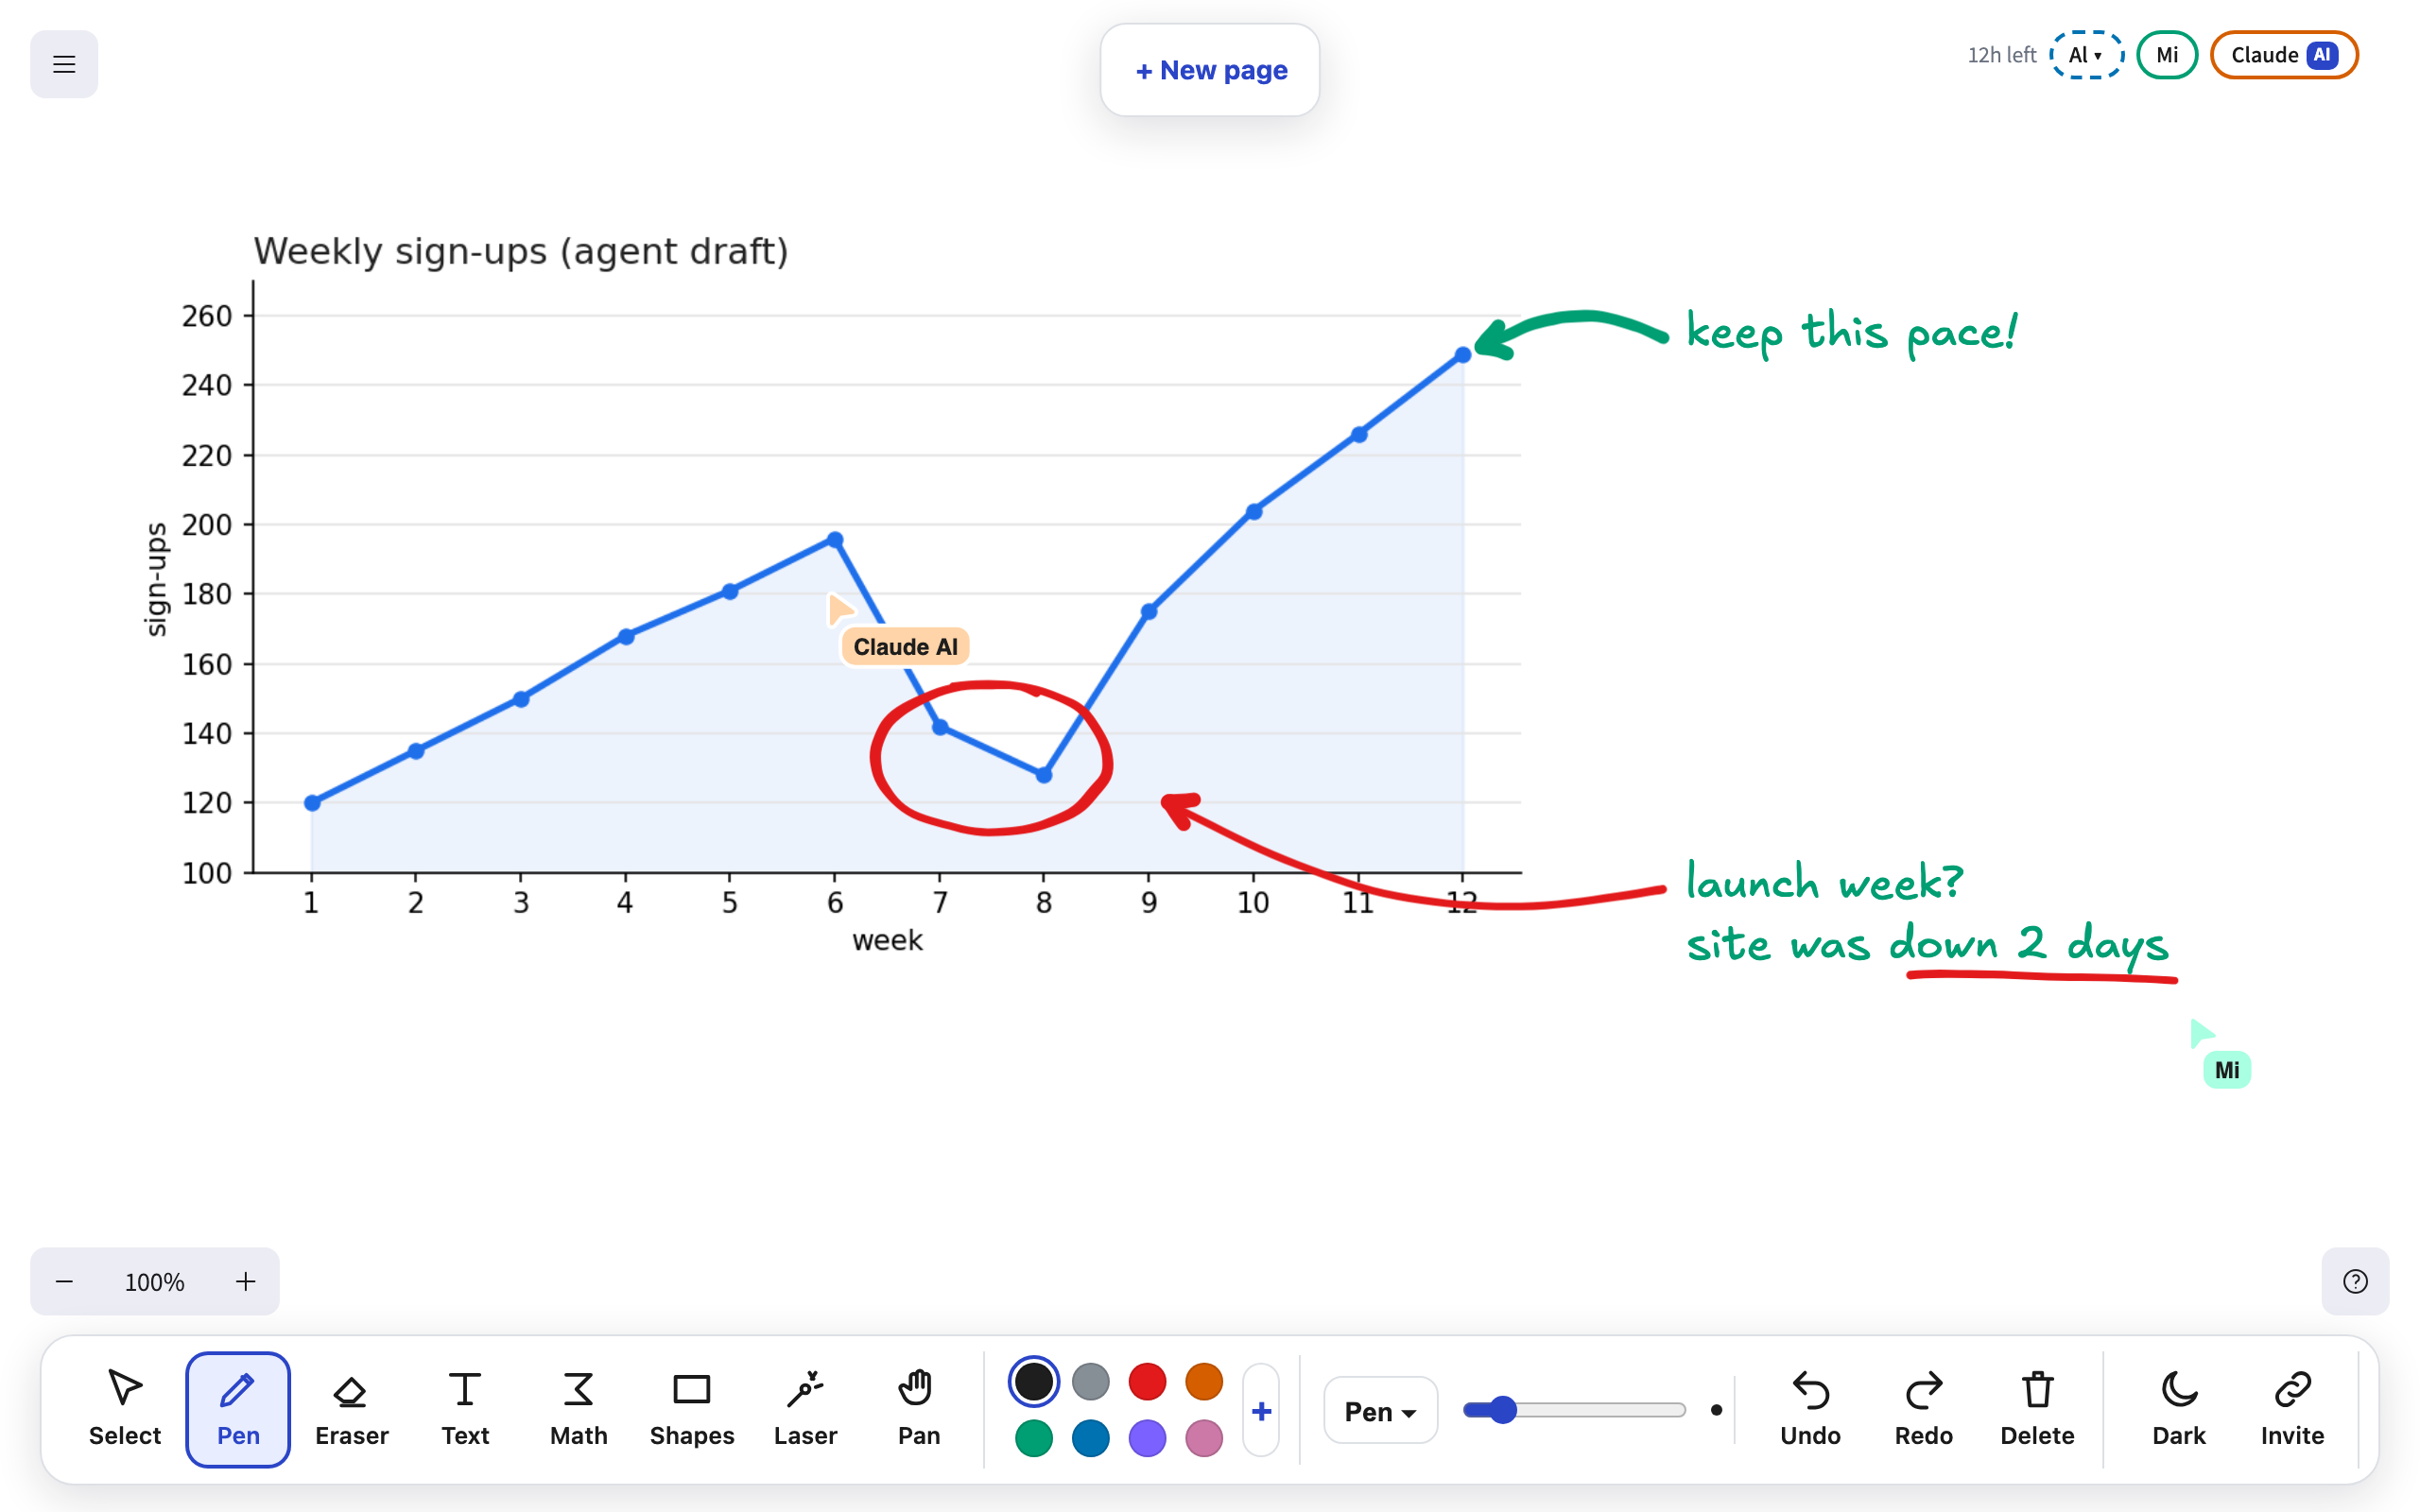 + New page
12h left
Al ▾
Mi
Claude AI
Weekly sign-ups (agent draft)
260
240
220
200
180
160
140
120
100
sign-ups
1 2 3 4 5 6 7 8 9 10 11 12
week
Claude AI
keep this pace!
launch week?
site was down 2 days
Mi
− 100% +
Select Pen Eraser Text Math Shapes Laser Pan
+
Pen
Undo Redo Delete Dark Invite